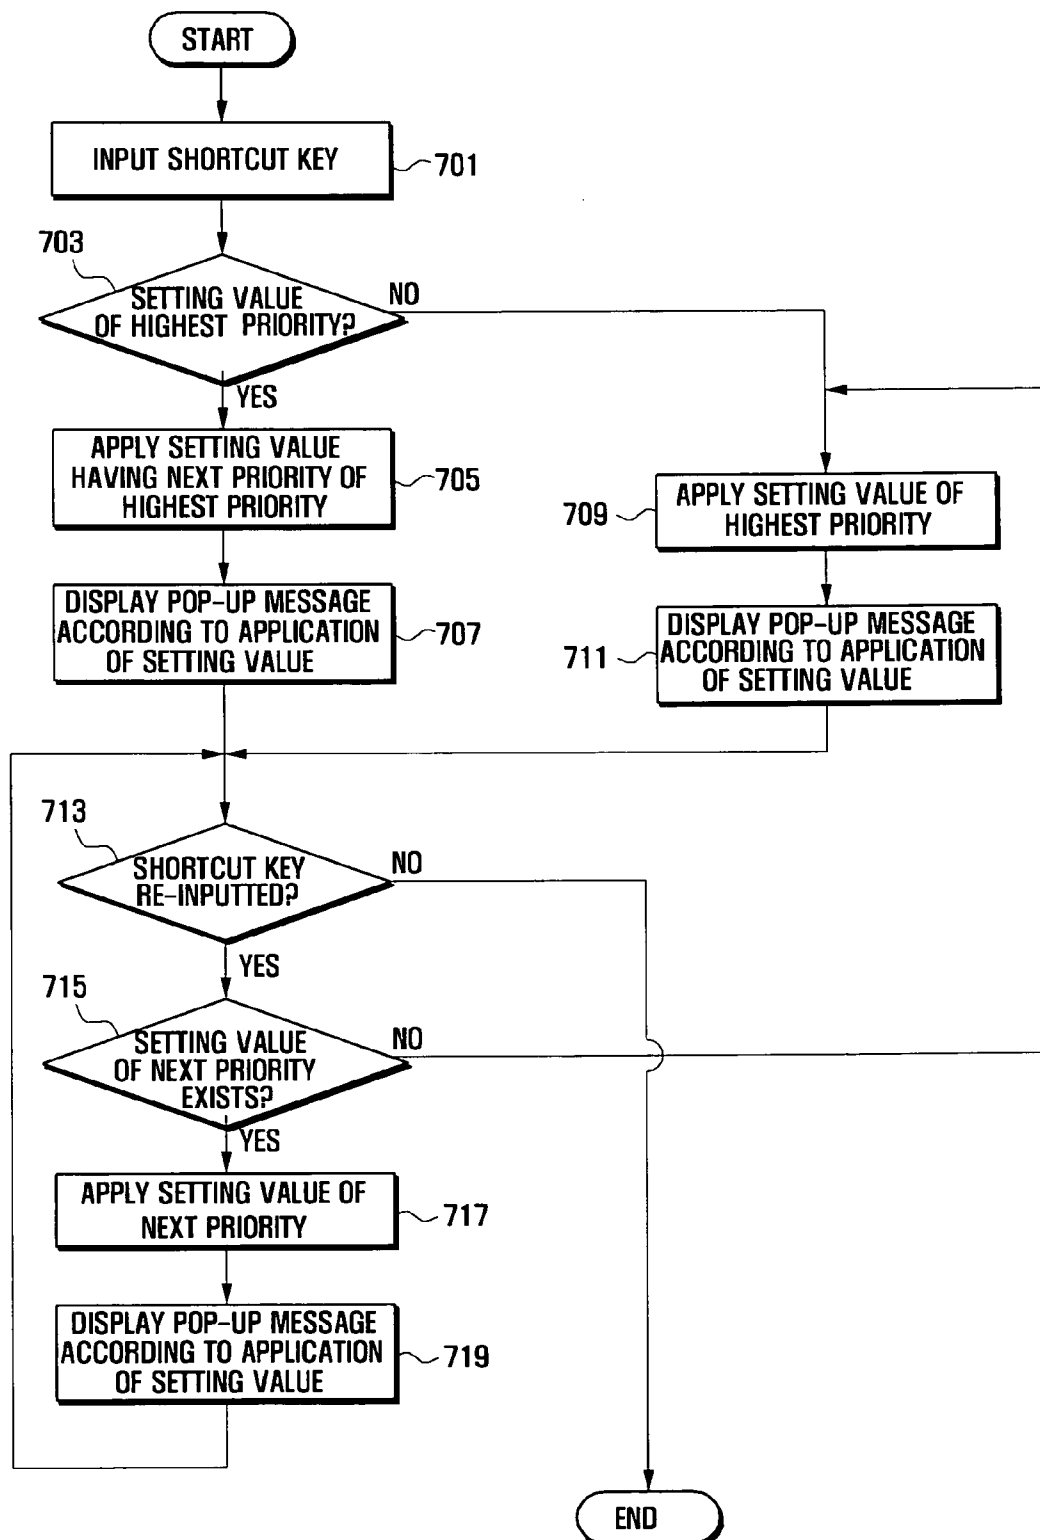 START
INPUT SHORTCUT KEY
701
703
SETTING VALUE
OF HIGHEST PRIORITY?
NO
YES
APPLY SETTING VALUE
HAVING NEXT PRIORITY OF
HIGHEST PRIORITY
705
709
APPLY SETTING VALUE OF
HIGHEST PRIORITY
DISPLAY POP-UP MESSAGE
ACCORDING TO APPLICATION
OF SETTING VALUE
707
711
DISPLAY POP-UP MESSAGE
ACCORDING TO APPLICATION
OF SETTING VALUE
713
SHORTCUT KEY
RE-INPUTTED?
NO
YES
715
SETTING VALUE
OF NEXT PRIORITY
EXISTS?
NO
YES
APPLY SETTING VALUE OF
NEXT PRIORITY
717
DISPLAY POP-UP MESSAGE
ACCORDING TO APPLICATION
OF SETTING VALUE
719
END